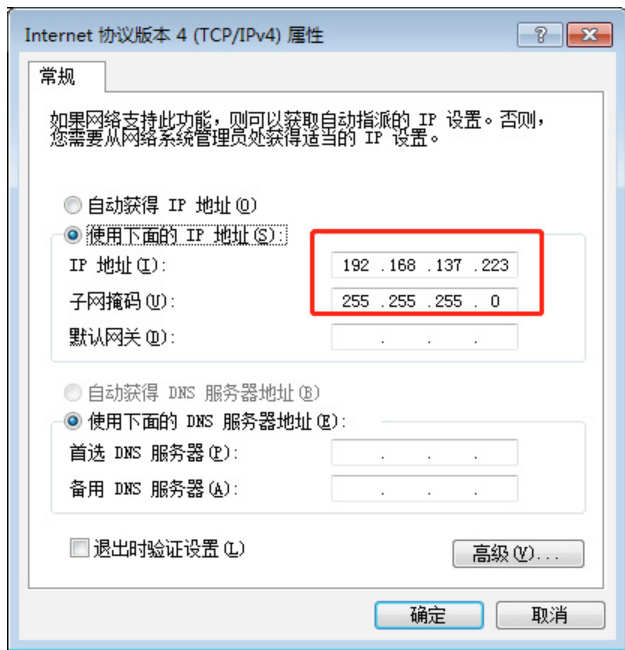 Internet 协议版本 4 (TCP/IPv4) 属性
常规
如果网络支持此功能，则可以获取自动指派的 IP 设置。否则，
您需要从网络系统管理员处获得适当的 IP 设置。
自动获得 IP 地址(O)
使用下面的 IP 地址(S):
IP 地址(I): 192 .168 .137 .223
子网掩码(U): 255 .255 .255 . 0
默认网关(D): . . .
自动获得 DNS 服务器地址(B)
使用下面的 DNS 服务器地址(E):
首选 DNS 服务器(P): . . .
备用 DNS 服务器(A): . . .
退出时验证设置(L)
高级(V)...
确定 取消